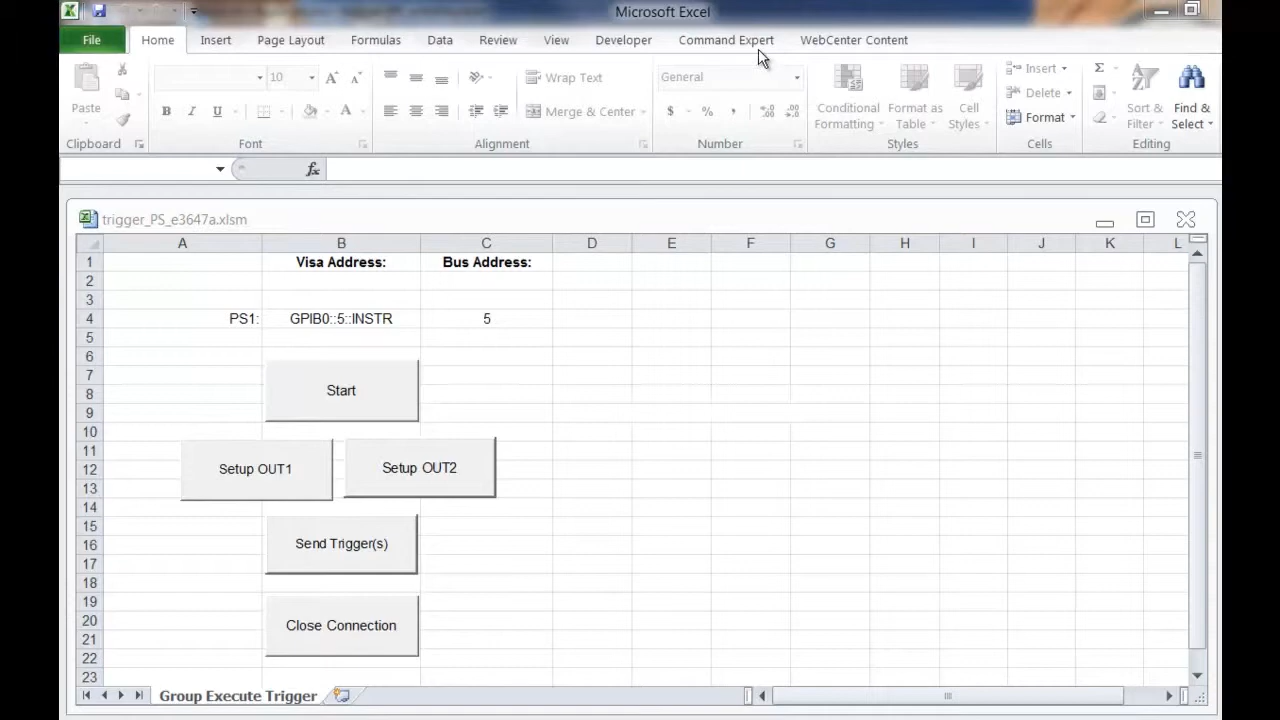 Microsoft Excel
File Home Insert Page Layout Formulas Data Review View Developer Command Expert WebCenter Content
10 A A Wrap Text General Insert Σ
Paste B I U A Merge & Center $ % , Conditional Formatting Format as Table Cell Styles Delete Format Sort & Filter Find & Select
Clipboard Font Alignment Number Styles Cells Editing
fx
trigger_PS_e3647a.xlsm
A B C D E F G H I J K L
1 Visa Address: Bus Address:
2
3
4 PS1: GPIB0::5::INSTR 5
5
6
7
8 Start
9
10
11
12 Setup OUT1 Setup OUT2
13
14
15
16 Send Trigger(s)
17
18
19
20 Close Connection
21
22
23
Group Execute Trigger